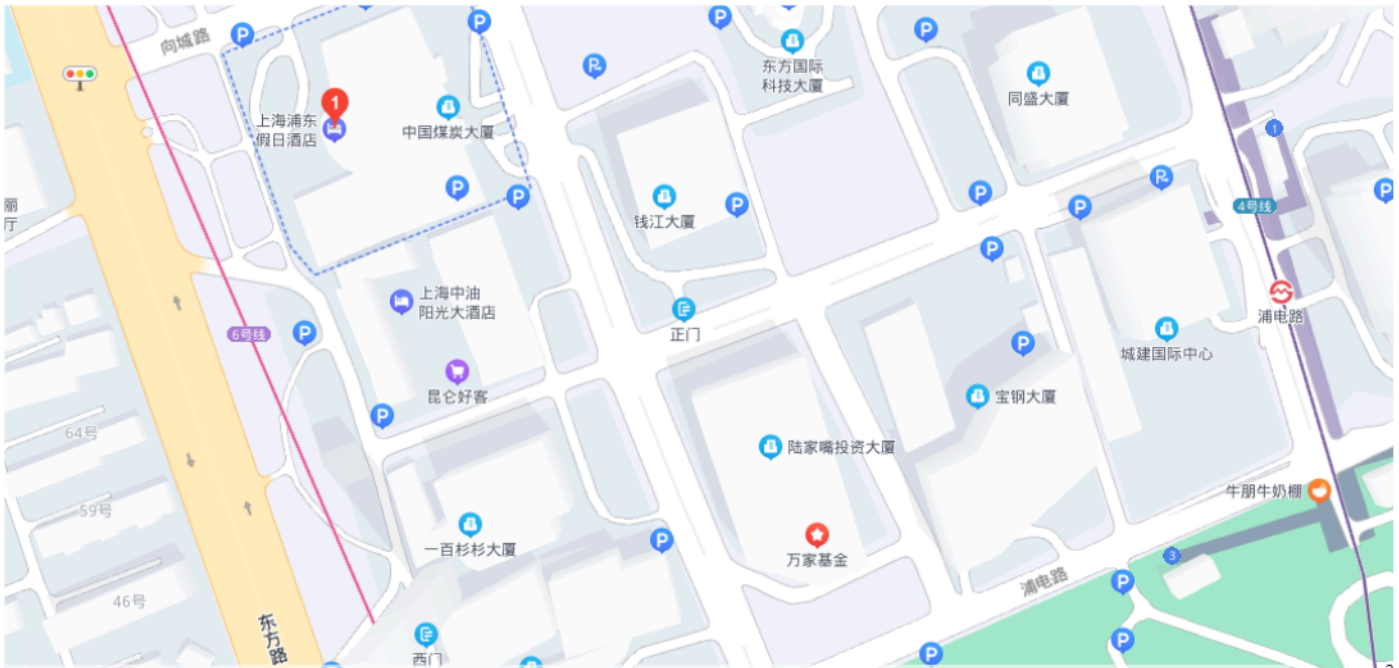 向城路
东方国际
科技大厦
同盛大厦
1
上海浦东
假日酒店
中国煤炭大厦
1
丽
厅
钱江大厦
4号线
上海中油
阳光大酒店
6号线
正门
浦电路
城建国际中心
昆仑好客
宝钢大厦
64号
陆家嘴投资大厦
牛朋牛奶棚
59号
一百杉杉大厦
万家基金
3
浦电路
46号
东方路
西门